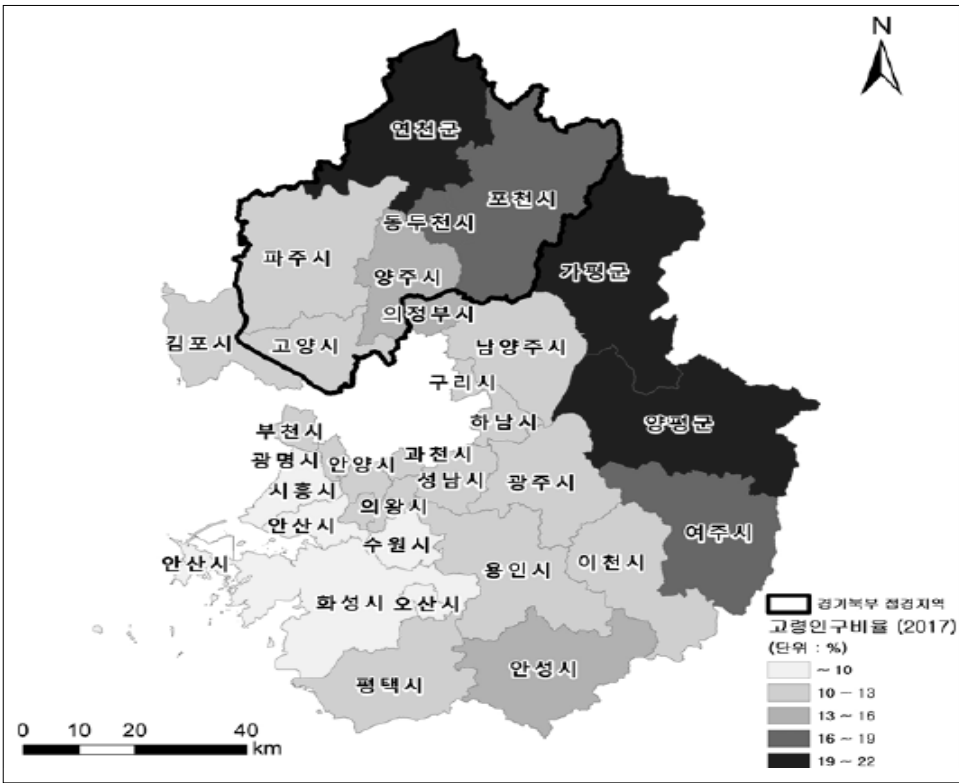 N
연천군
포천시
동두천시
파주시
양주시
가평군
의정부시
김포시
고양시
남양주시
구리시
하남시
양평군
부천시
광명시
안양시
과천시
성남시
광주시
시흥시
의왕시
안산시
수원시
여주시
안산시
용인시
이천시
화성시
오산시
안성시
평택시
경기북부 접경지역
고령인구비율 (2017)
(단위 : %)
~ 10
10 ~ 13
13 ~ 16
16 ~ 19
19 ~ 22
0 10 20 40
km